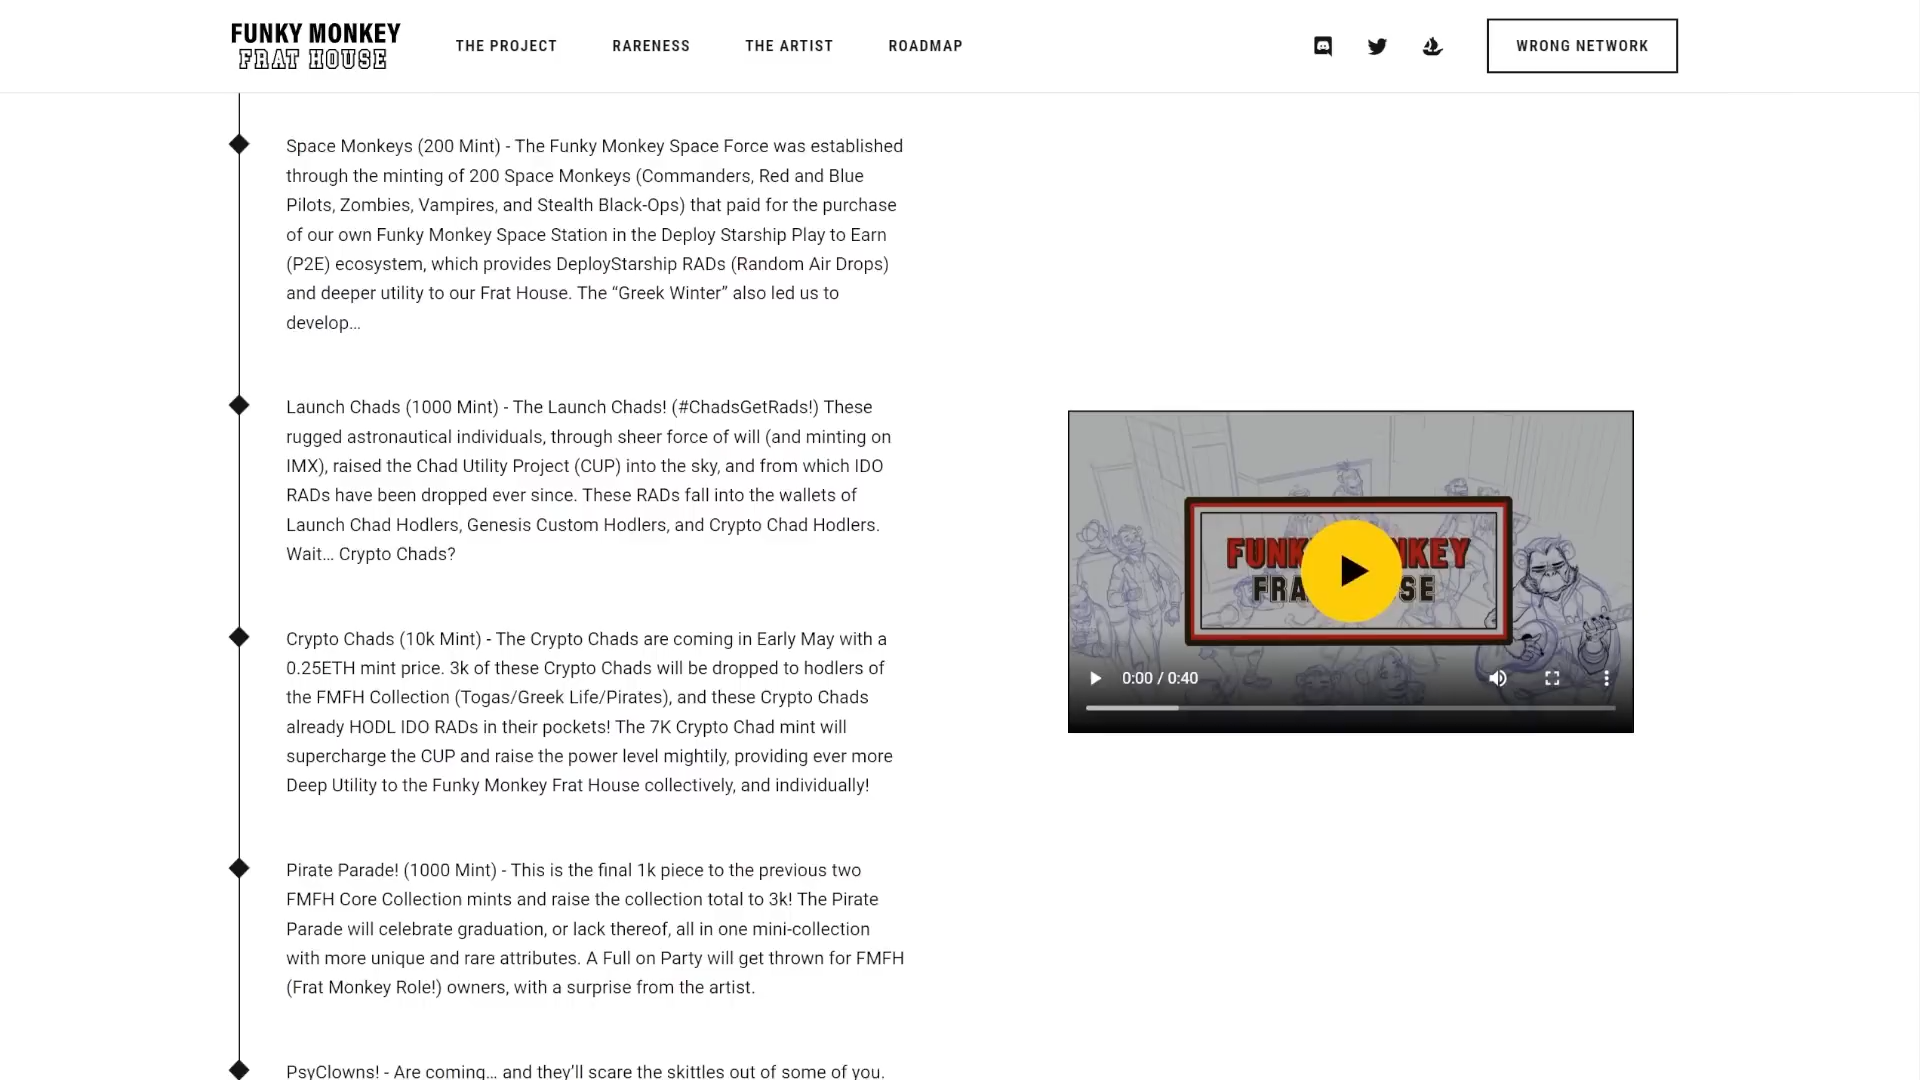 FUNKY MONKEY
FRAT HOUSE
THE PROJECT
RARENESS
THE ARTIST
ROADMAP
WRONG NETWORK
Space Monkeys (200 Mint) - The Funky Monkey Space Force was established
through the minting of 200 Space Monkeys (Commanders, Red and Blue
Pilots, Zombies, Vampires, and Stealth Black-Ops) that paid for the purchase
of our own Funky Monkey Space Station in the Deploy Starship Play to Earn
(P2E) ecosystem, which provides DeployStarship RADs (Random Air Drops)
and deeper utility to our Frat House. The “Greek Winter” also led us to
develop...
Launch Chads (1000 Mint) - The Launch Chads! (#ChadsGetRads!) These
rugged astronautical individuals, through sheer force of will (and minting on
IMX), raised the Chad Utility Project (CUP) into the sky, and from which IDO
RADs have been dropped ever since. These RADs fall into the wallets of
Launch Chad Hodlers, Genesis Custom Hodlers, and Crypto Chad Hodlers.
Wait... Crypto Chads?
Crypto Chads (10k Mint) - The Crypto Chads are coming in Early May with a
0.25ETH mint price. 3k of these Crypto Chads will be dropped to hodlers of
the FMFH Collection (Togas/Greek Life/Pirates), and these Crypto Chads
already HODL IDO RADs in their pockets! The 7K Crypto Chad mint will
supercharge the CUP and raise the power level mightily, providing ever more
Deep Utility to the Funky Monkey Frat House collectively, and individually!
Pirate Parade! (1000 Mint) - This is the final 1k piece to the previous two
FMFH Core Collection mints and raise the collection total to 3k! The Pirate
Parade will celebrate graduation, or lack thereof, all in one mini-collection
with more unique and rare attributes. A Full on Party will get thrown for FMFH
(Frat Monkey Role!) owners, with a surprise from the artist.
PsyClowns! - Are coming... and they’ll scare the skittles out of some of you.
FUNK NKEY
FRA SE
0:00 / 0:40